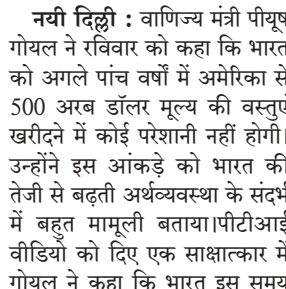 नयी दिल्ली : वाणिज्य मंत्री पीयूष
गोयल ने रविवार को कहा कि भारत
को अगले पांच वर्षों में अमेरिका से
500 अरब डॉलर मूल्य की वस्तुएं
खरीदने में कोई परेशानी नहीं होगी।
उन्होंने इस आंकड़े को भारत की
तेजी से बढ़ती अर्थव्यवस्था के संदर्भ
में बहुत मामूली बताया।पीटीआई
वीडियो को दिए एक साक्षात्कार में
गोयल ने कहा कि भारत इस समय